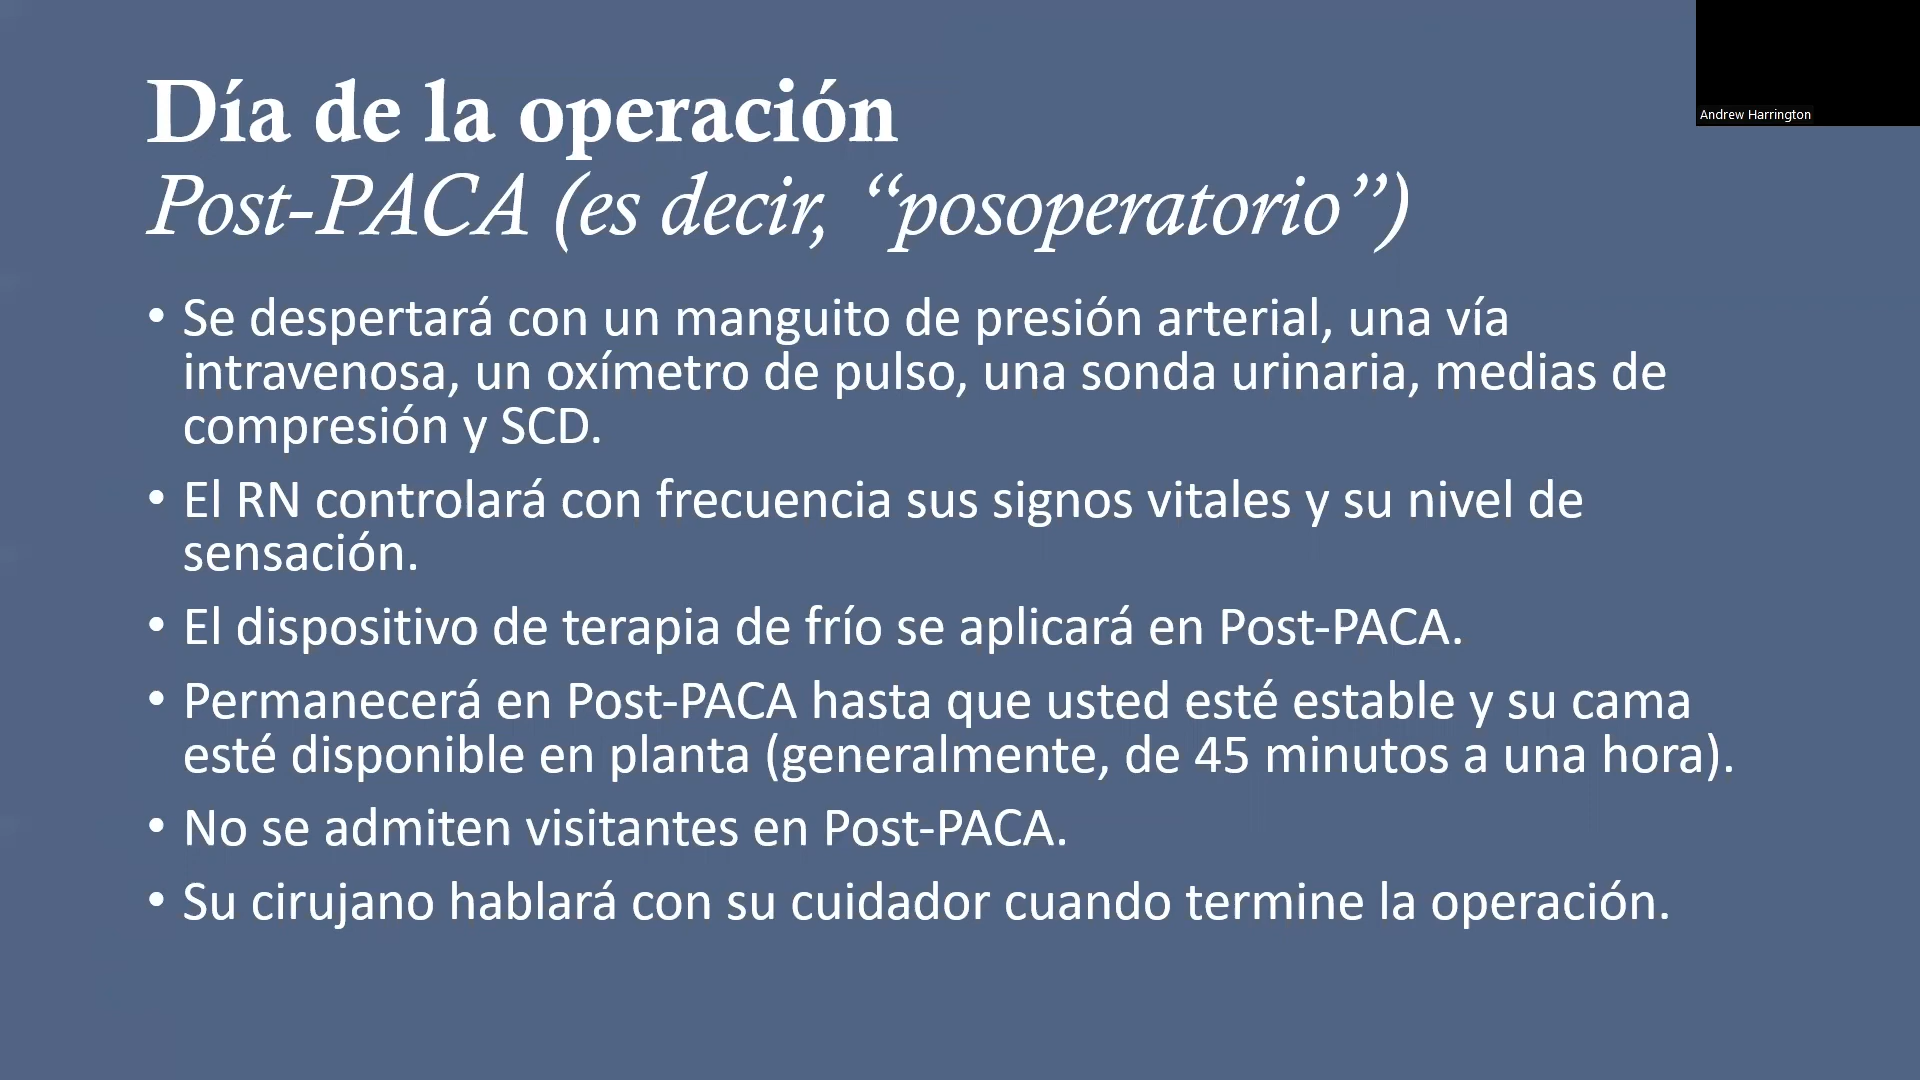 Día de la operación
Post-PACA (es decir, “posoperatorio”)
• Se despertará con un manguito de presión arterial, una vía
intravenosa, un oxímetro de pulso, una sonda urinaria, medias de
compresión y SCD.
• El RN controlará con frecuencia sus signos vitales y su nivel de
sensación.
• El dispositivo de terapia de frío se aplicará en Post-PACA.
• Permanecerá en Post-PACA hasta que usted esté estable y su cama
esté disponible en planta (generalmente, de 45 minutos a una hora).
• No se admiten visitantes en Post-PACA.
• Su cirujano hablará con su cuidador cuando termine la operación.
Andrew Harrington